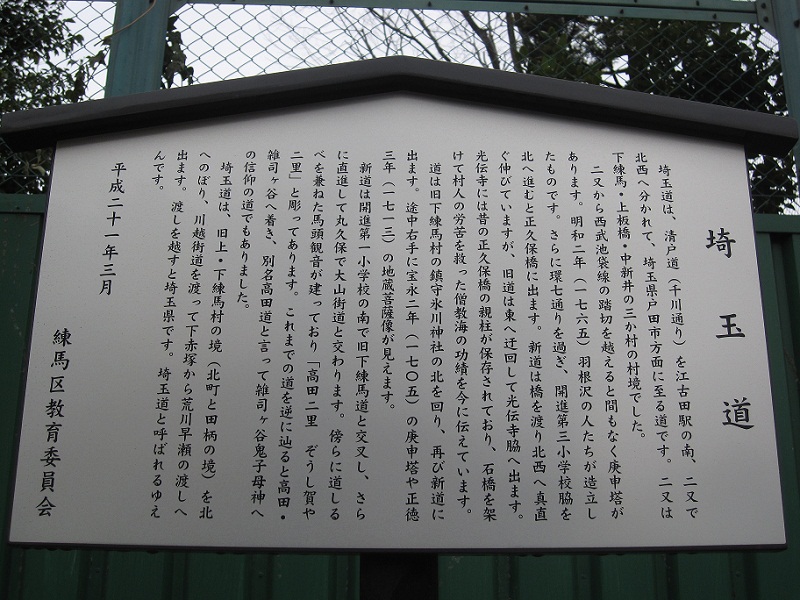 埼玉道
埼玉道は、清戸道（千川通り）を江古田駅の南、二又で
北西へ分かれて、埼玉県戸田市方面に至る道です。二又は
下練馬・上板橋・中新井の三か村の村境でした。
二又から西武池袋線の踏切を越えると間もなく庚申塔が
あります。明和二年（一七六五）羽根沢の人たちが造立し
たものです。さらに環七通りを過ぎ、開進第三小学校脇を
北へ進むと正久保橋に出ます。新道は橋を渡り北西へ真直
ぐ伸びていますが、旧道は東へ迂回して光伝寺脇へ出ます。
光伝寺には昔の正久保橋の親柱が保存されており、石橋を架
けて村人の労苦を救った僧教海の功績を今に伝えています。
道は旧下練馬村の鎮守氷川神社の北を回り、再び新道に
出ます。途中右手に宝永二年（一七〇五）の庚申塔や正徳
三年（一七一三）の地蔵菩薩像が見えます。
新道は開進第一小学校の南で旧下練馬道と交叉し、さら
に直進して丸久保で大山街道と交わります。傍らに道しる
べを兼ねた馬頭観音が建っており「高田二里　ぞうし賀や
二里」と彫ってあります。これまでの道を逆に辿ると高田・
雑司ヶ谷へ着き、別名高田道と言って雑司ヶ谷鬼子母神へ
の信仰の道でもありました。
埼玉道は、旧上・下練馬村の境（北町と田柄の境）を北
へのぼり、川越街道を渡って下赤塚から荒川早瀬の渡しへ
出ます。渡しを越すと埼玉県です。埼玉道と呼ばれるゆえ
んです。
平成二十一年三月
練馬区教育委員会